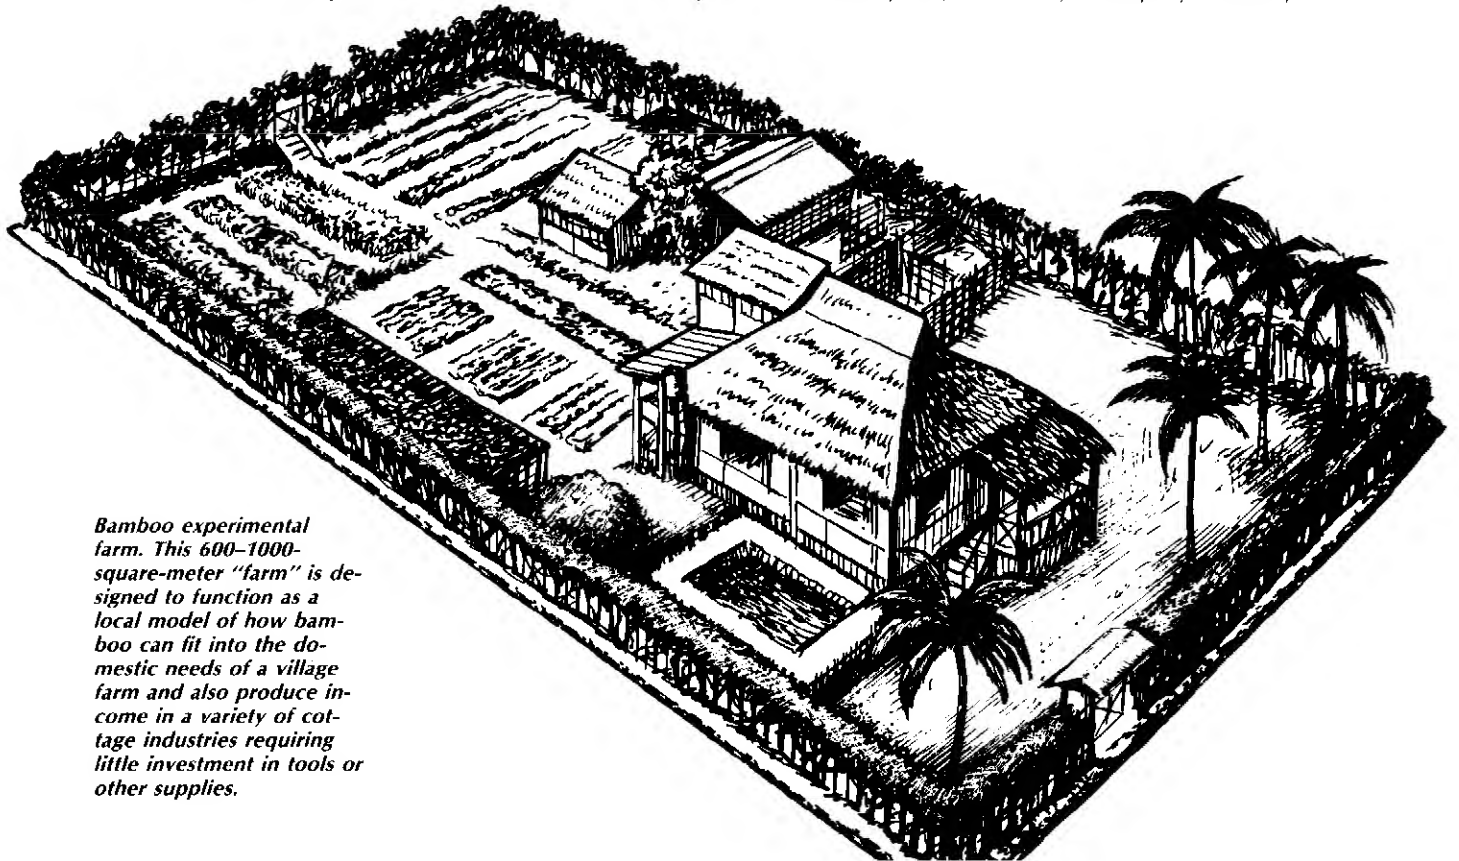 Bamboo experimental
farm. This 600–1000-
square-meter "farm" is de-
signed to function as a
local model of how bam-
boo can fit into the do-
mestic needs of a village
farm and also produce in-
come in a variety of cot-
tage industries requiring
little investment in tools or
other supplies.